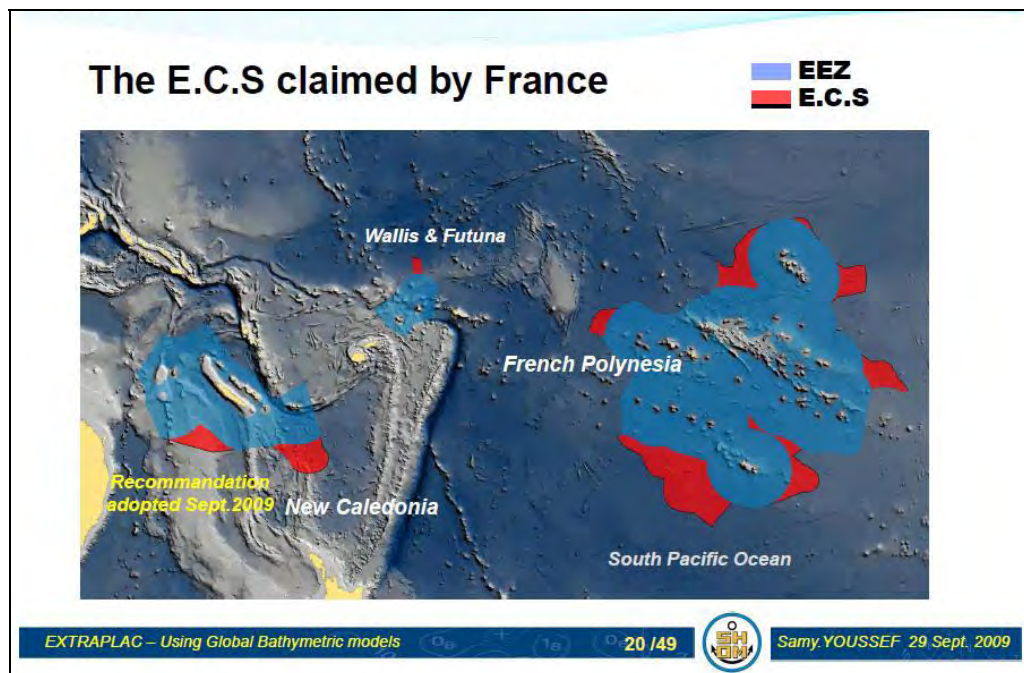 The E.C.S claimed by France
EEZ
E.C.S
Wallis & Futuna
French Polynesia
Recommandation
adopted Sept.2009
New Caledonia
South Pacific Ocean
EXTRAPLAC – Using Global Bathymetric models
20 /49
SH
OM
Samy.YOUSSEF 29 Sept. 2009